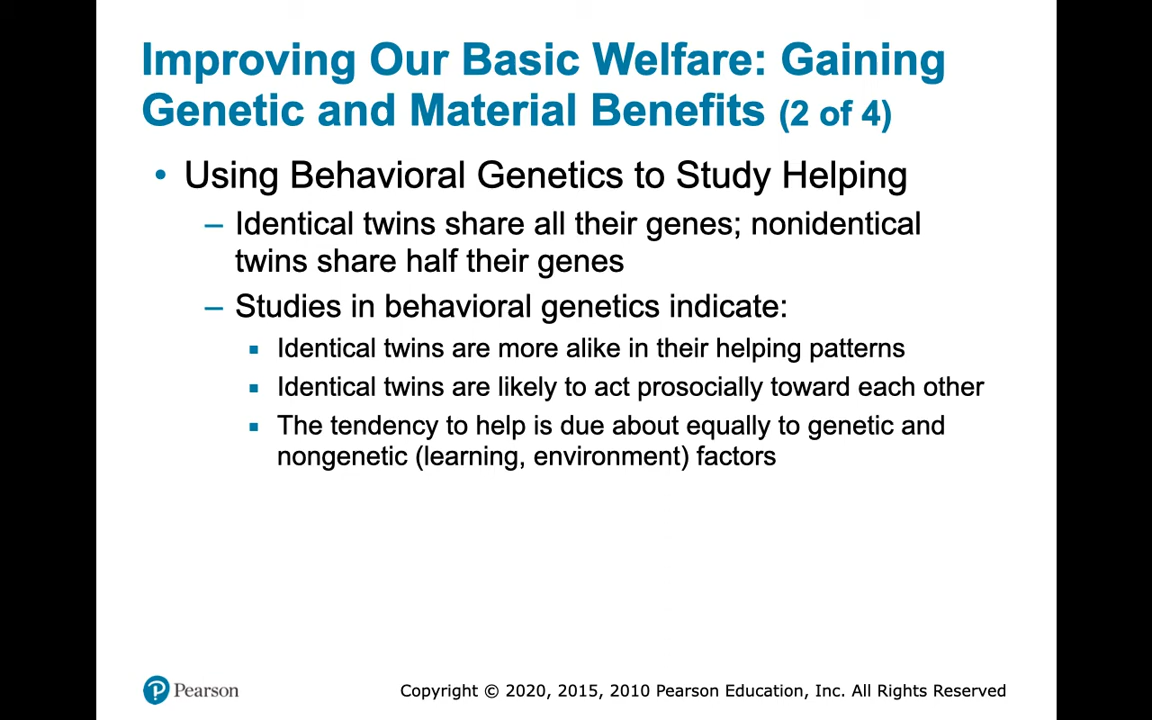 Improving Our Basic Welfare: Gaining
Genetic and Material Benefits (2 of 4)
• Using Behavioral Genetics to Study Helping
– Identical twins share all their genes; nonidentical
twins share half their genes
– Studies in behavioral genetics indicate:
▪ Identical twins are more alike in their helping patterns
▪ Identical twins are likely to act prosocially toward each other
▪ The tendency to help is due about equally to genetic and
nongenetic (learning, environment) factors
P Pearson
Copyright © 2020, 2015, 2010 Pearson Education, Inc. All Rights Reserved